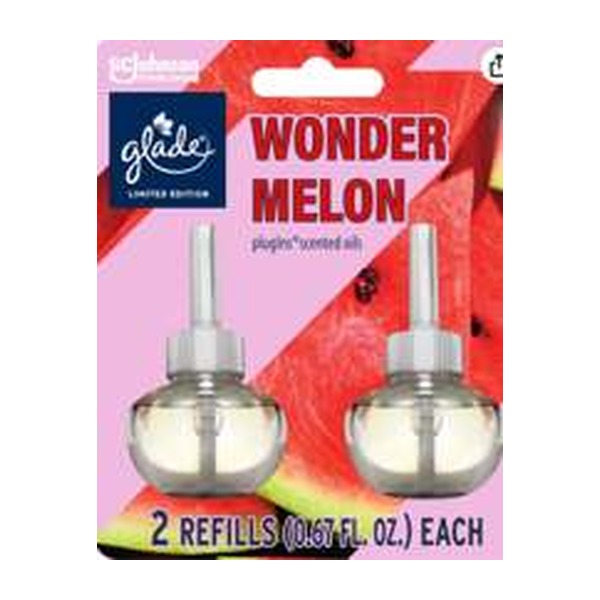 SC Johnson
glade
LIMITED EDITION
WONDER
MELON
plugins® scented oils
2 REFILLS (0.67 FL. OZ.) EACH